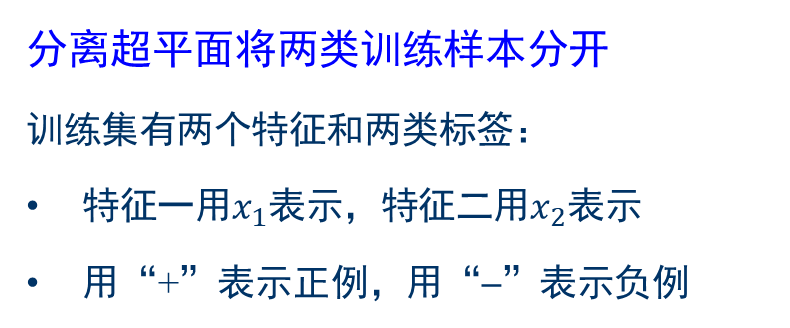 分离超平面将两类训练样本分开
训练集有两个特征和两类标签：
• 特征一用x₁表示，特征二用x₂表示
• 用“+”表示正例，用“–”表示负例